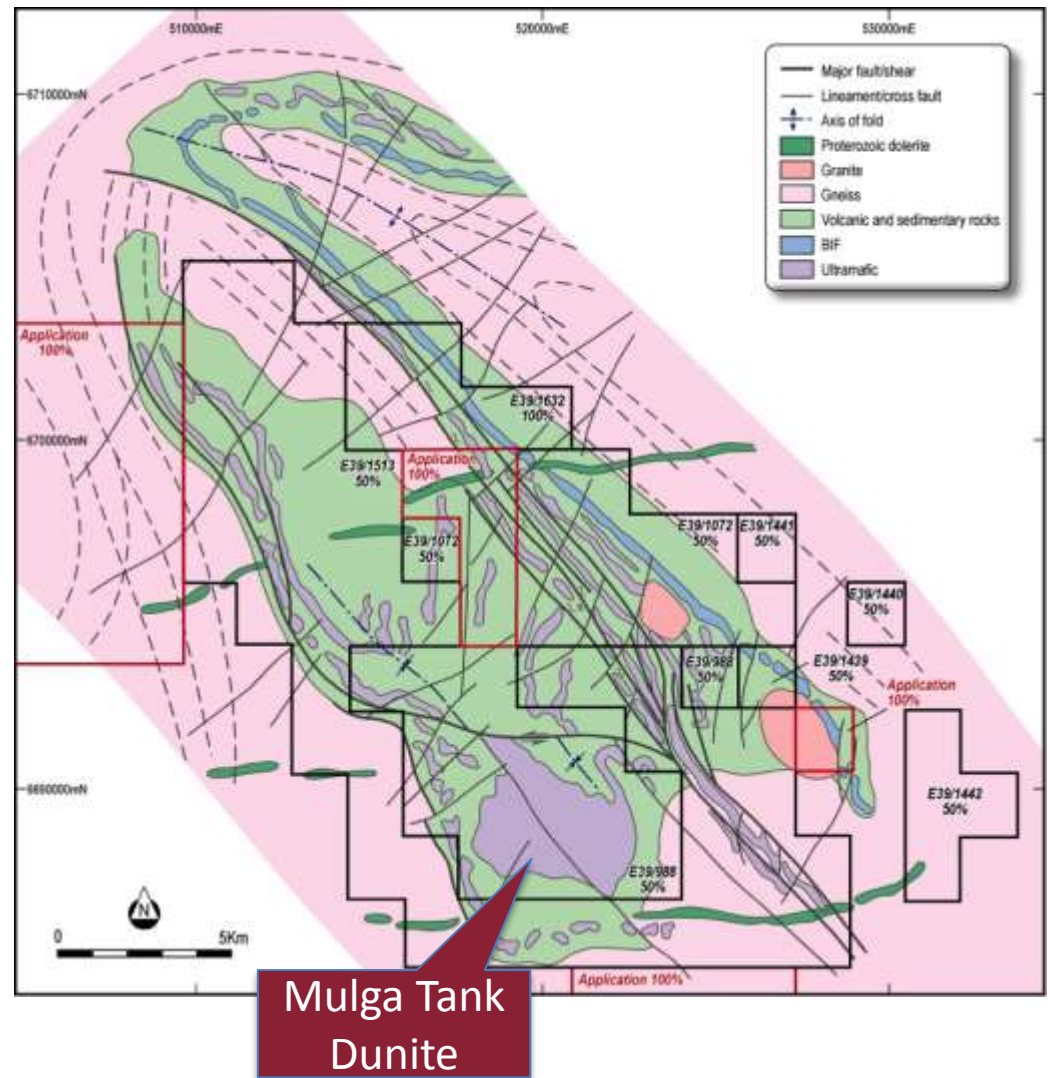 510000mE
520000mE
530000mE
6710000mN
6700000mN
6690000mN
Major fault/shear
Lineament/cross fault
Axis of fold
Proterozoic dolerite
Granite
Gneiss
Volcanic and sedimentary rocks
BIF
Ultramafic
Application
100%
E39/1632
100%
E39/1513
50%
Application
100%
E39/1072
50%
E39/1072
50%
E39/1441
50%
E39/1440
50%
E39/988
50%
E39/1439
50%
Application
100%
E39/1442
50%
E39/988
50%
N
0
5Km
Application 100%
Mulga Tank
Dunite